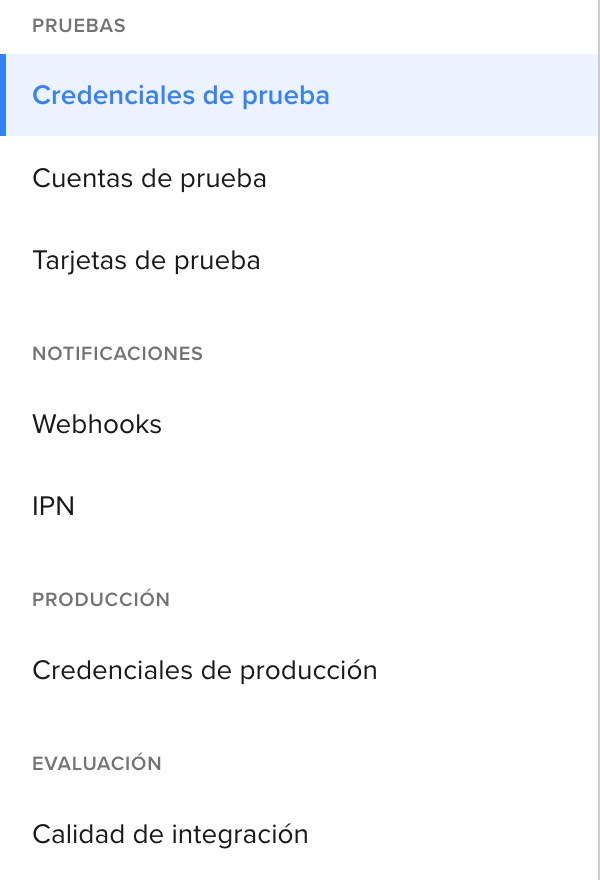 PRUEBAS
Credenciales de prueba
Cuentas de prueba
Tarjetas de prueba
NOTIFICACIONES
Webhooks
IPN
PRODUCCIÓN
Credenciales de producción
EVALUACIÓN
Calidad de integración